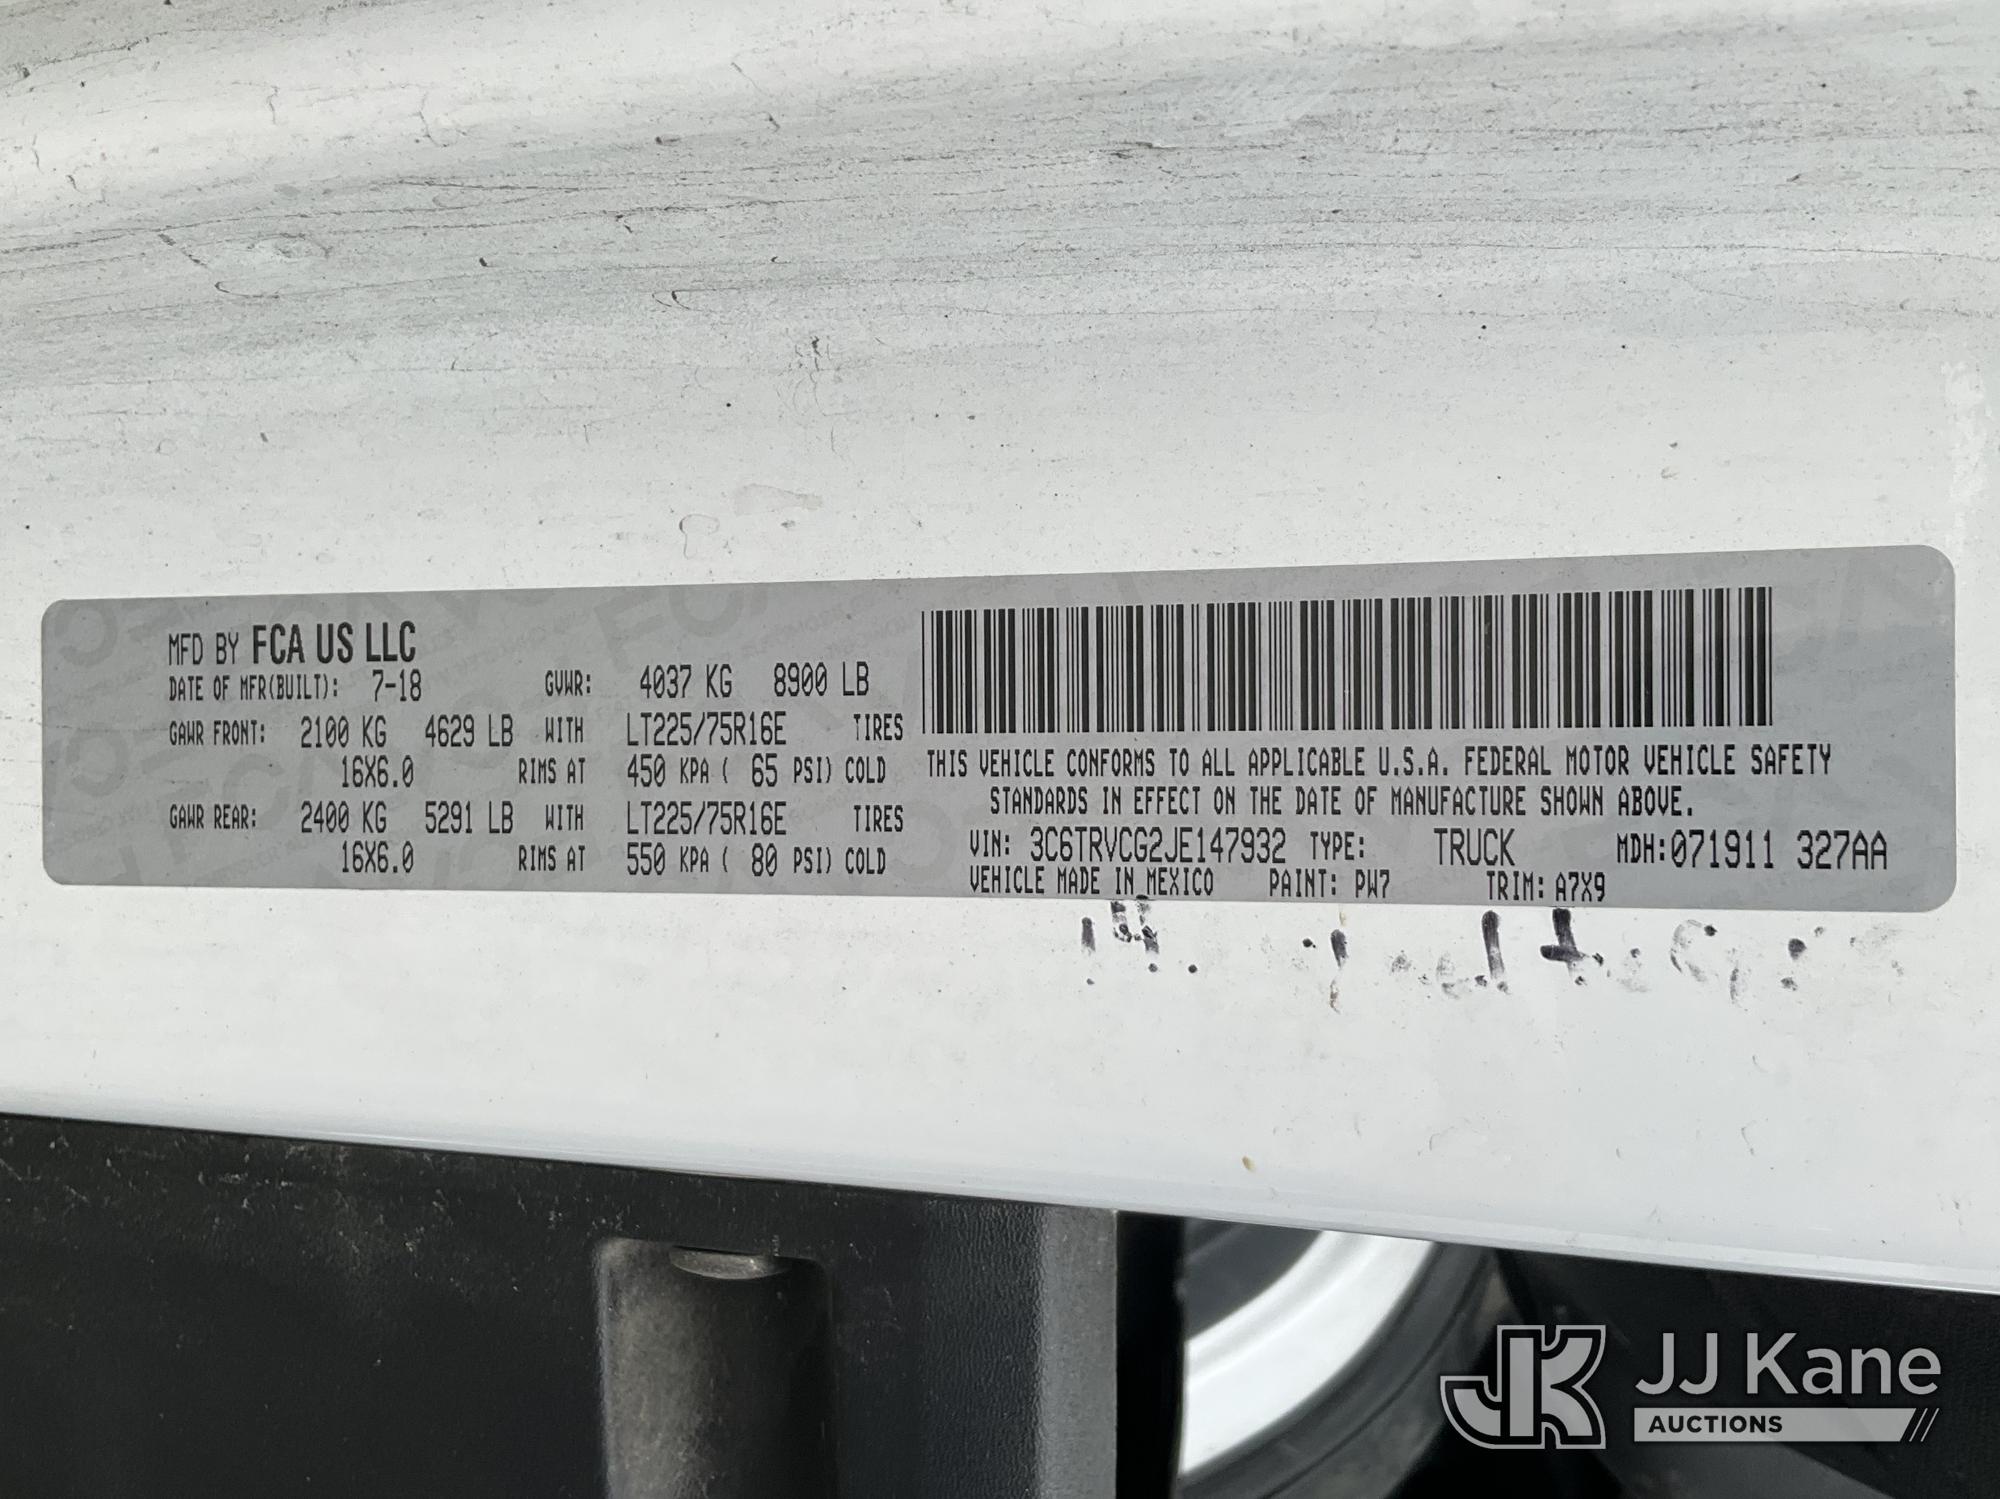 MFD BY FCA US LLC
DATE OF MFR(BUILT): 7-18 GVWR: 4037 KG 8900 LB
GAWR FRONT: 2100 KG 4629 LB WITH LT225/75R16E TIRES
16X6.0 RIMS AT 450 KPA ( 65 PSI) COLD
GAWR REAR: 2400 KG 5291 LB WITH LT225/75R16E TIRES
16X6.0 RIMS AT 550 KPA ( 80 PSI) COLD
THIS VEHICLE CONFORMS TO ALL APPLICABLE U.S.A. FEDERAL MOTOR VEHICLE SAFETY
STANDARDS IN EFFECT ON THE DATE OF MANUFACTURE SHOWN ABOVE.
VIN: 3C6TRVCG2JE147932 TYPE: TRUCK MDH:071911 327AA
VEHICLE MADE IN MEXICO PAINT: PW7 TRIM: A7X9
JK JJ Kane
AUCTIONS